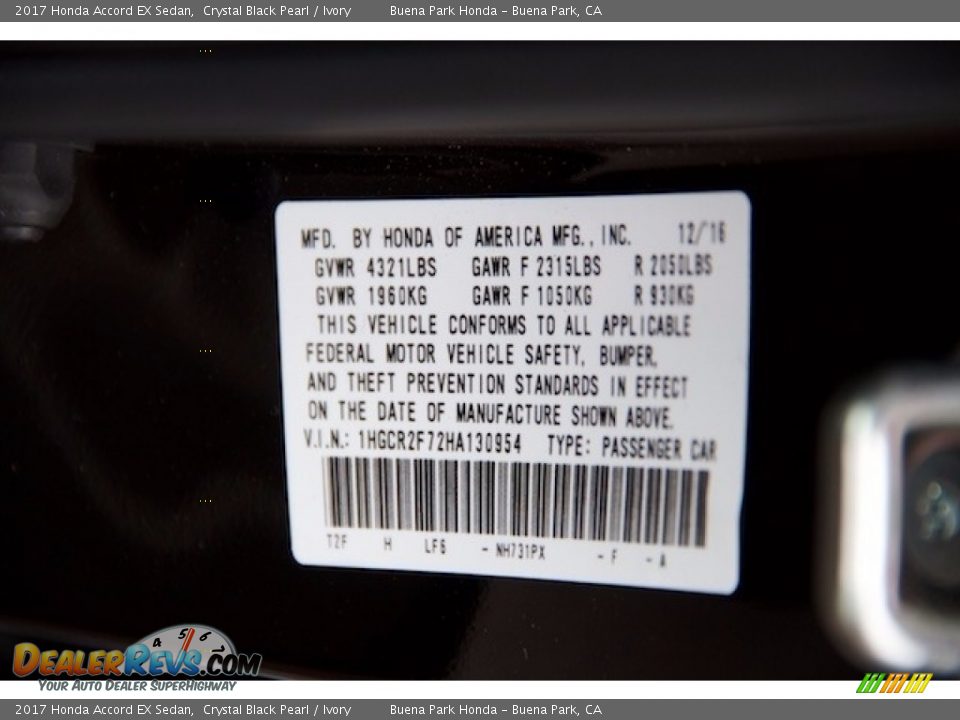 2017 Honda Accord EX Sedan, Crystal Black Pearl / Ivory Buena Park Honda - Buena Park, CA
MFD. BY HONDA OF AMERICA MFG., INC. 12/16
GVWR 4321LBS GAWR F 2315LBS R 2050LBS
GVWR 1960KG GAWR F 1050KG R 930KG
THIS VEHICLE CONFORMS TO ALL APPLICABLE
FEDERAL MOTOR VEHICLE SAFETY, BUMPER,
AND THEFT PREVENTION STANDARDS IN EFFECT
ON THE DATE OF MANUFACTURE SHOWN ABOVE.
V.I.N.: 1HGCR2F72HA130954 TYPE: PASSENGER CAR
T2F H LF6 - NH731PX - F - A
4 5 6
DEALERREVS.COM
YOUR AUTO DEALER SUPERHIGHWAY
2017 Honda Accord EX Sedan, Crystal Black Pearl / Ivory Buena Park Honda - Buena Park, CA